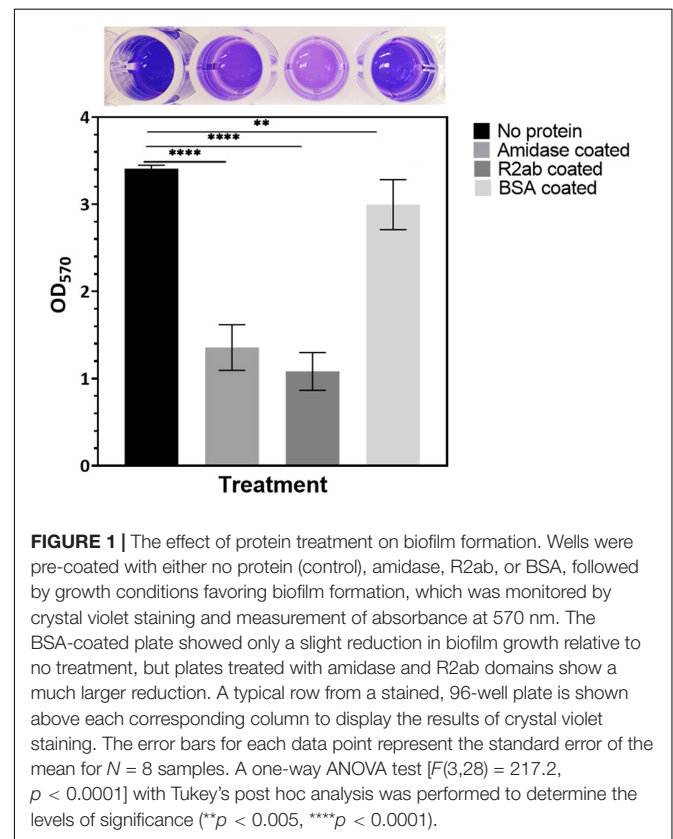 **
****
****
4
3
2
1
0
OD570
Treatment
No protein
Amidase coated
R2ab coated
BSA coated
FIGURE 1 | The effect of protein treatment on biofilm formation. Wells were
pre-coated with either no protein (control), amidase, R2ab, or BSA, followed
by growth conditions favoring biofilm formation, which was monitored by
crystal violet staining and measurement of absorbance at 570 nm. The
BSA-coated plate showed only a slight reduction in biofilm growth relative to
no treatment, but plates treated with amidase and R2ab domains show a
much larger reduction. A typical row from a stained, 96-well plate is shown
above each corresponding column to display the results of crystal violet
staining. The error bars for each data point represent the standard error of the
mean for N = 8 samples. A one-way ANOVA test [F(3,28) = 217.2,
p < 0.0001] with Tukey's post hoc analysis was performed to determine the
levels of significance (**p < 0.005, ****p < 0.0001).